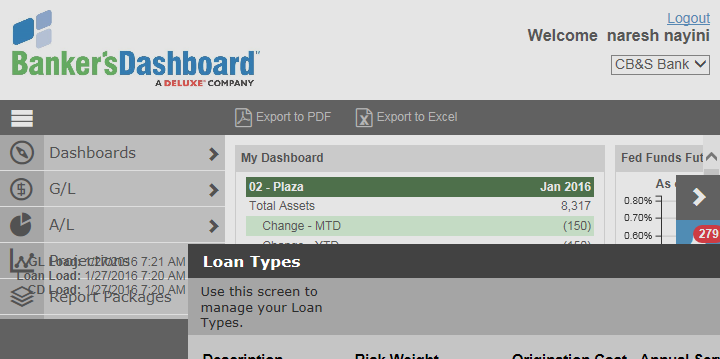 Logout
Welcome naresh nayini
Banker'sDashboard™
A DELUXE COMPANY
CB&S Bank
Export to PDF
Export to Excel
Dashboards
G/L
A/L
Projections
Report Packages
GL Load: 1/27/2016 7:21 AM
Loan Load: 1/27/2016 7:20 AM
CD Load: 1/27/2016 7:20 AM
My Dashboard
02 - Plaza Jan 2016
Total Assets 8,317
Change - MTD (150)
Change - YTD (150)
Fed Funds Fut
As o
0.80%
0.70%
0.60%
279
Loan Types
Use this screen to
manage your Loan
Types.
Description Risk Weight Origination Cost Annual Ser